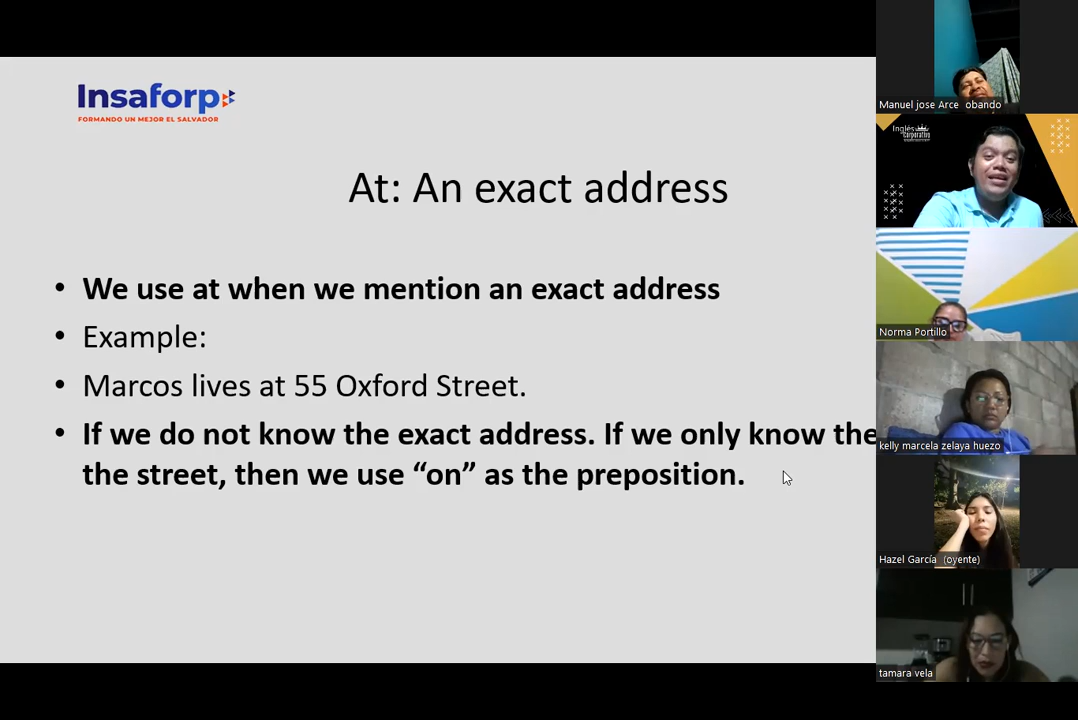 Insaforp
FORMANDO UN MEJOR EL SALVADOR
At: An exact address
• We use at when we mention an exact address
• Example:
• Marcos lives at 55 Oxford Street.
• If we do not know the exact address. If we only know the
the street, then we use “on” as the preposition.
Manuel jose Arce obando
Inglés
Corporativo
Norma Portillo
kelly marcela zelaya huezo
Hazel García (oyente)
tamara vela